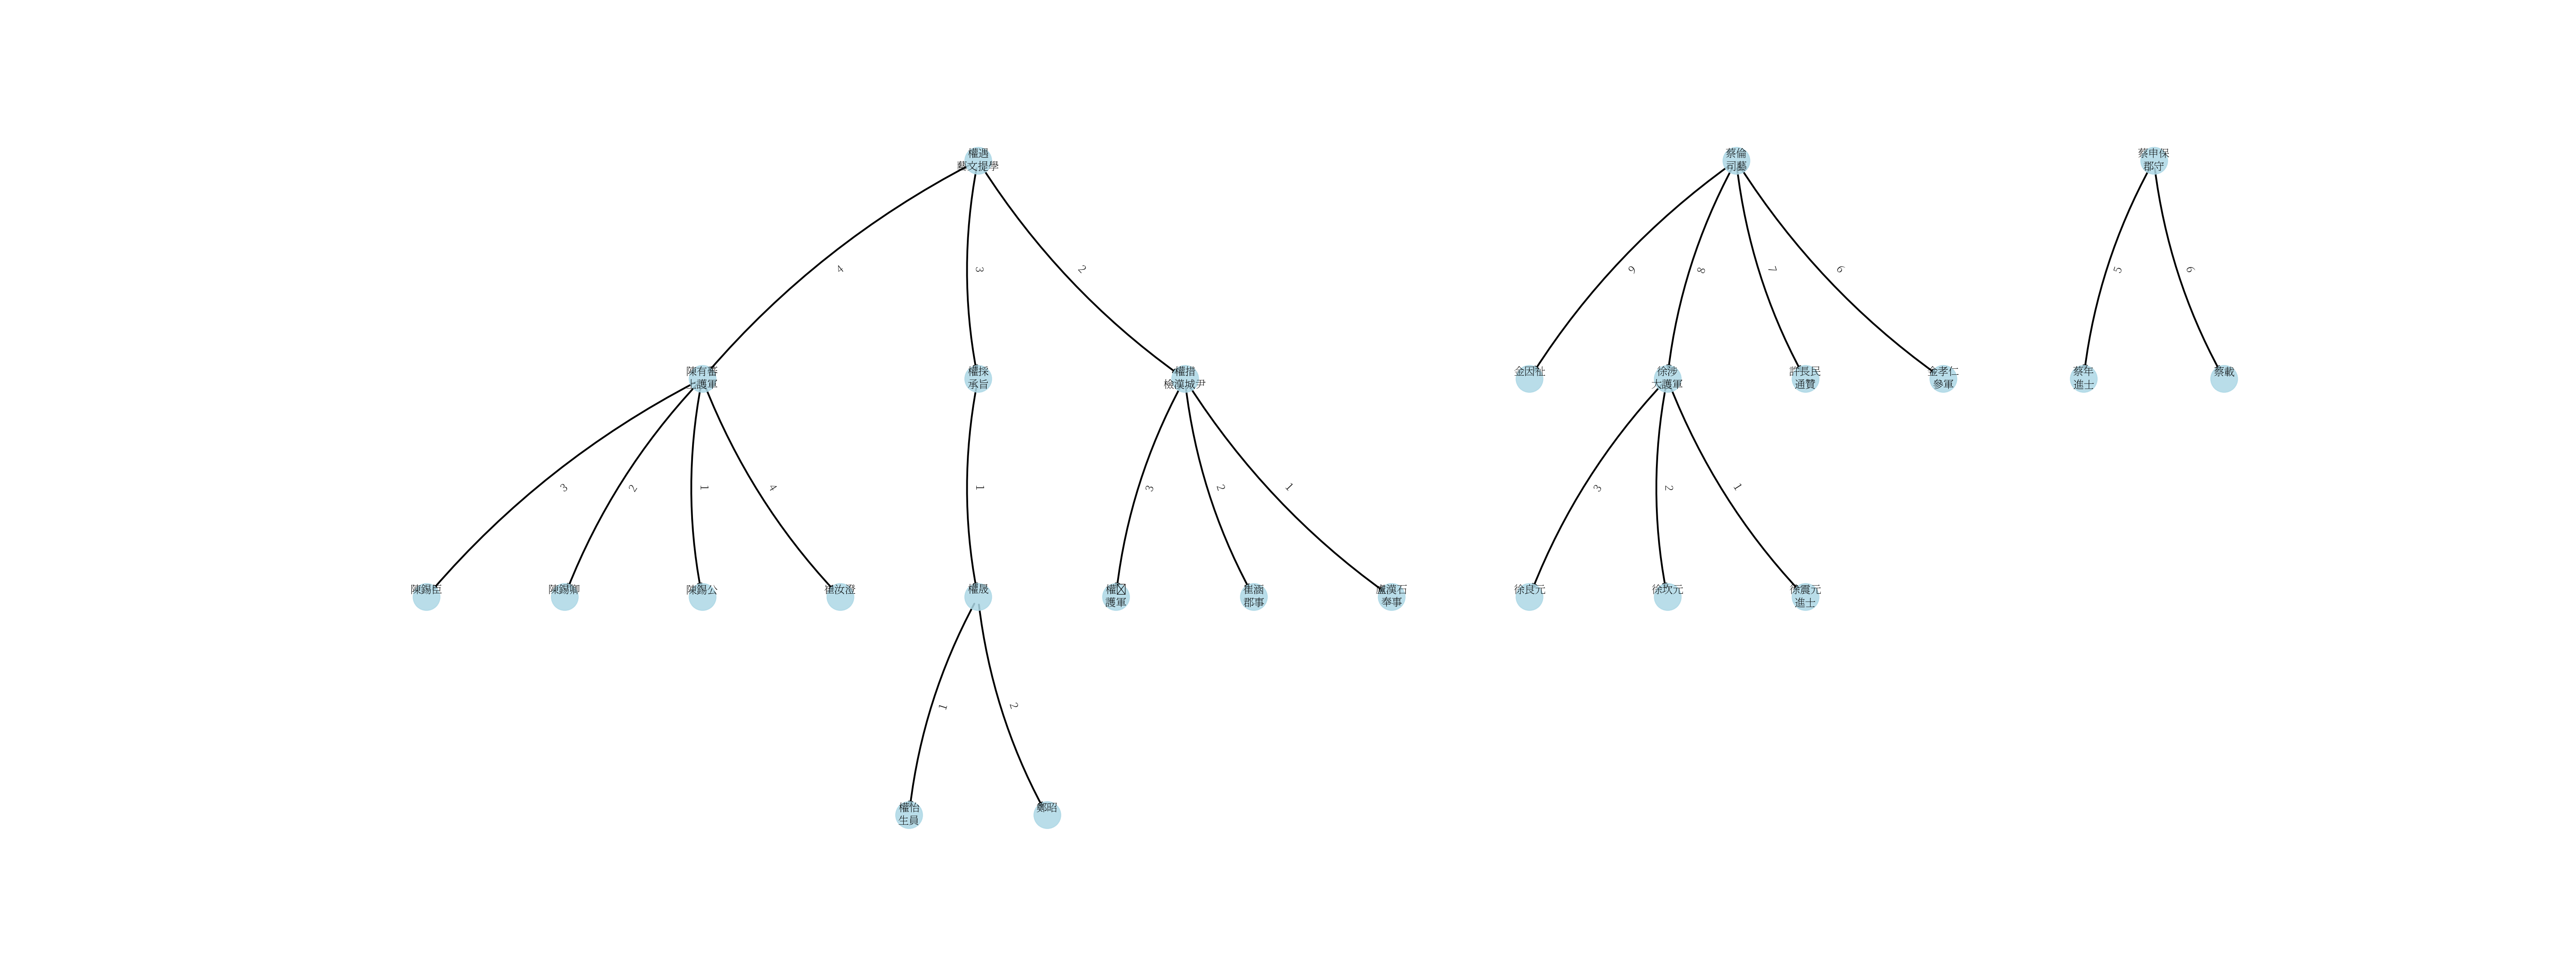 權遇
藝文提學
蔡倫
司藝
蔡申保
郡守
4
3
2
9
8
7
6
5
6
陳有蕃
上護軍
權採
承旨
權措
檢漢城尹
金因祉
徐渉
大護軍
許長民
通贊
金孝仁
參軍
蔡年
進士
蔡載
3
2
1
4
1
3
2
1
3
2
1
陳錫臣
陳錫卿
陳錫公
崔汝澄
權晟
權
護軍
崔涵
郡事
盧漢石
奉事
徐良元
徐坎元
徐震元
進士
1
2
權怡
生員
鄭昭